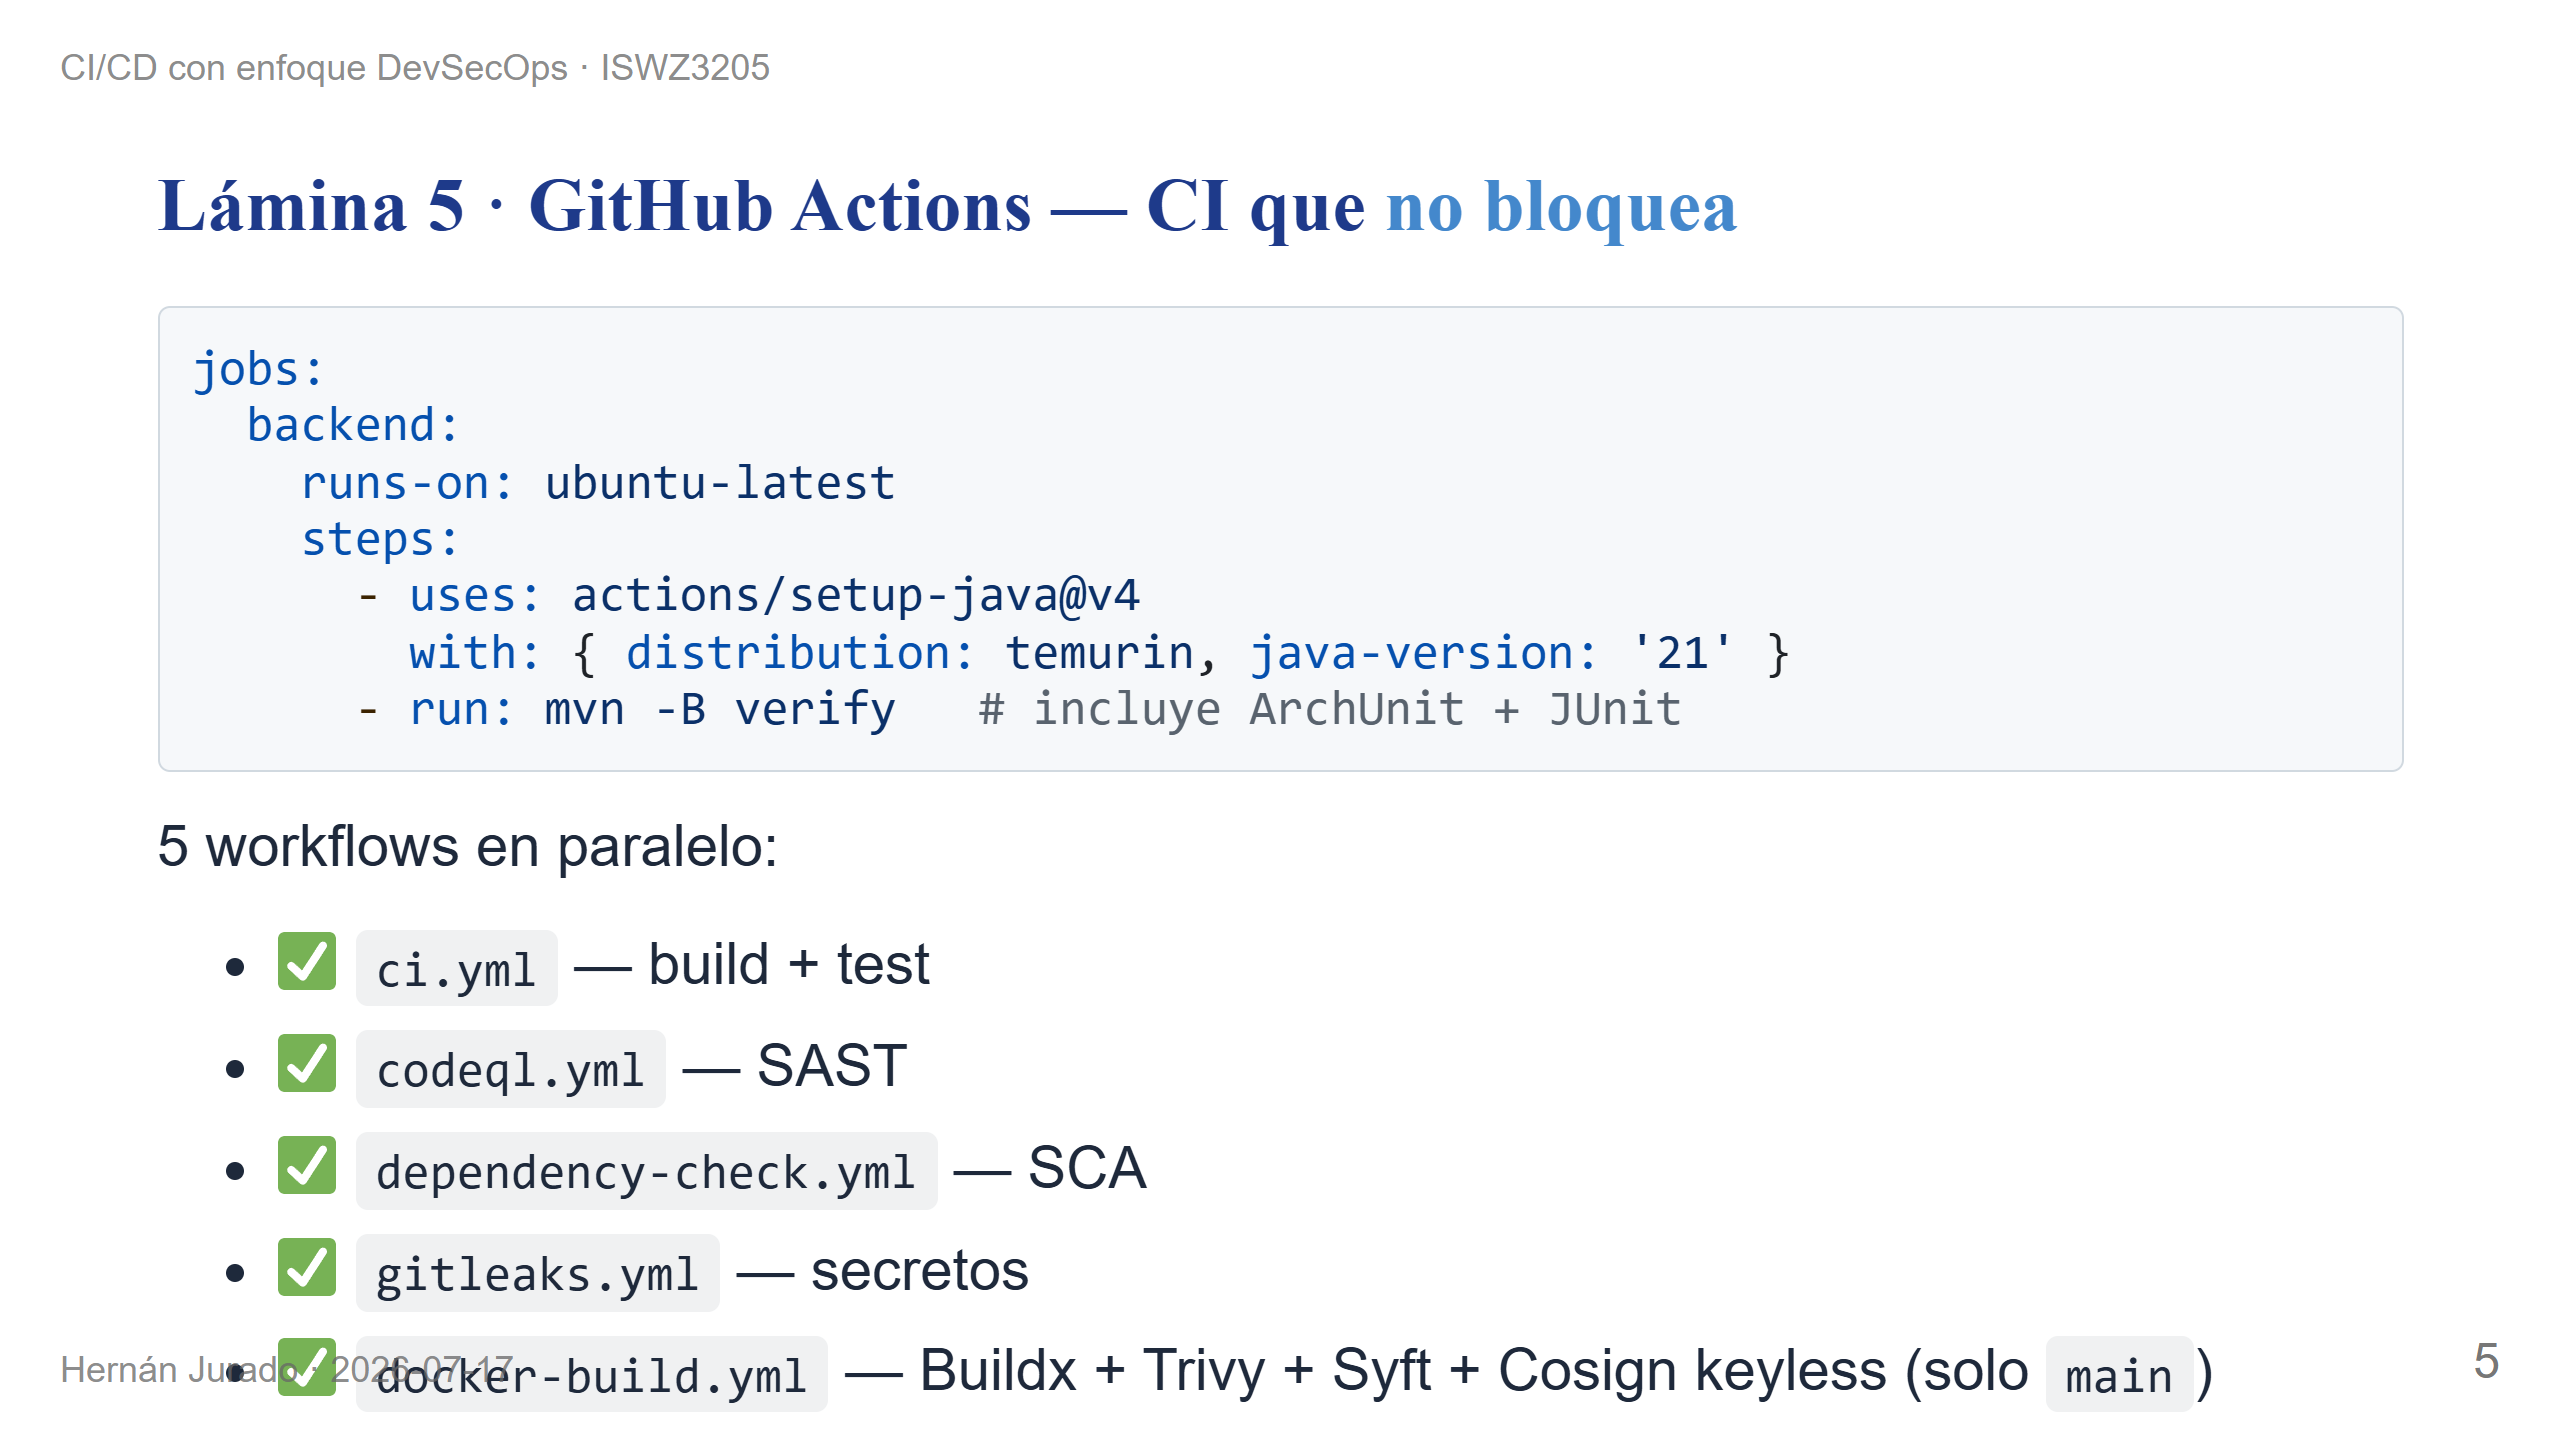 CI/CD con enfoque DevSecOps · ISWZ3205
Lámina 5 · GitHub Actions — CI que no bloquea
jobs:
  backend:
    runs-on: ubuntu-latest
    steps:
      - uses: actions/setup-java@v4
        with: { distribution: temurin, java-version: '21' }
      - run: mvn -B verify   # incluye ArchUnit + JUnit
5 workflows en paralelo:
• ✅ ci.yml — build + test
• ✅ codeql.yml — SAST
• ✅ dependency-check.yml — SCA
• ✅ gitleaks.yml — secretos
• ✅ docker-build.yml — Buildx + Trivy + Syft + Cosign keyless (solo main)
Hernán Jurado · 2026-07-17
5